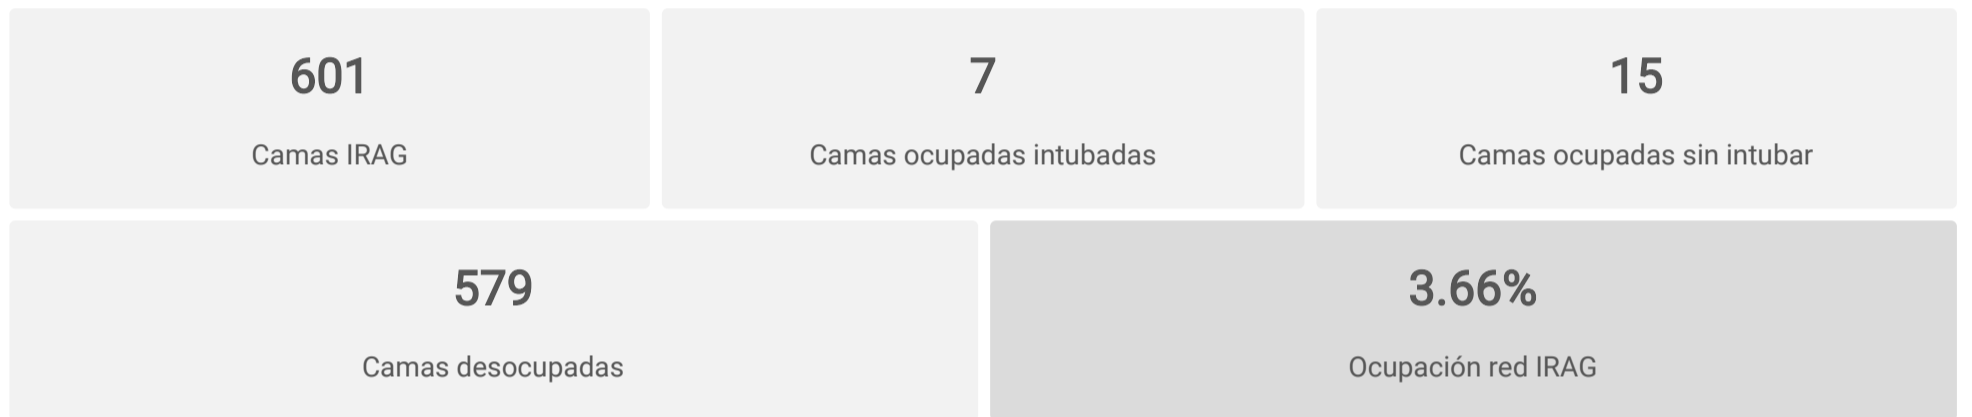 601
Camas IRAG
7
Camas ocupadas intubadas
15
Camas ocupadas sin intubar
579
Camas desocupadas
3.66%
Ocupación red IRAG